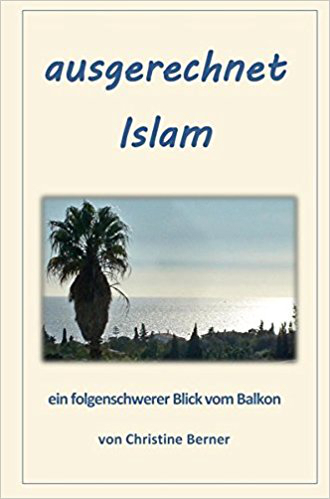 ausgerechnet
Islam
ein folgenschwerer Blick vom Balkon
von Christine Berner